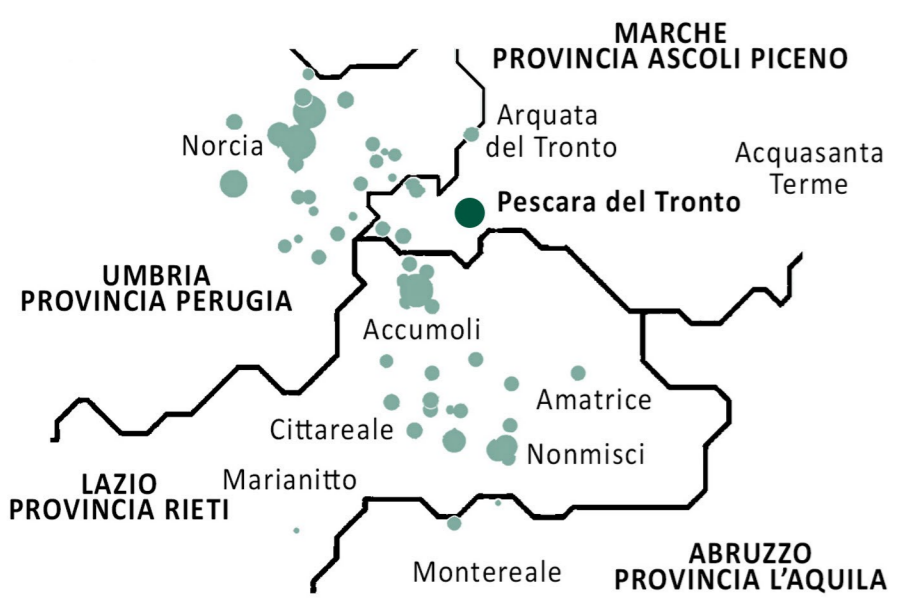 MARCHE
PROVINCIA ASCOLI PICENO
Arquata
del Tronto
Norcia
Acquasanta
Terme
Pescara del Tronto
UMBRIA
PROVINCIA PERUGIA
Accumoli
Amatrice
Cittareale
Nonmisci
Marianitto
LAZIO
PROVINCIA RIETI
Montereale
ABRUZZO
PROVINCIA L'AQUILA